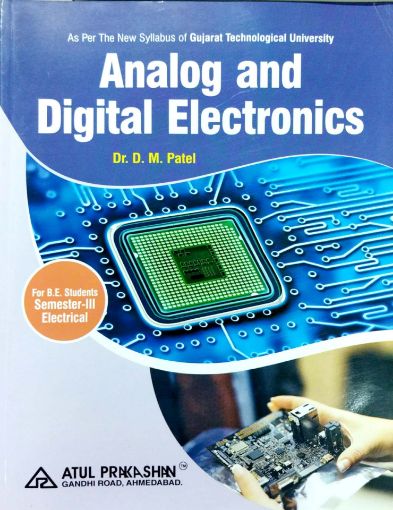 As Per The New Syllabus of Gujarat Technological University
Analog and
Digital Electronics
Dr. D. M. Patel
For B.E. Students
Semester-III
Electrical
ATUL PRAKASHAN™
GANDHI ROAD, AHMEDABAD.